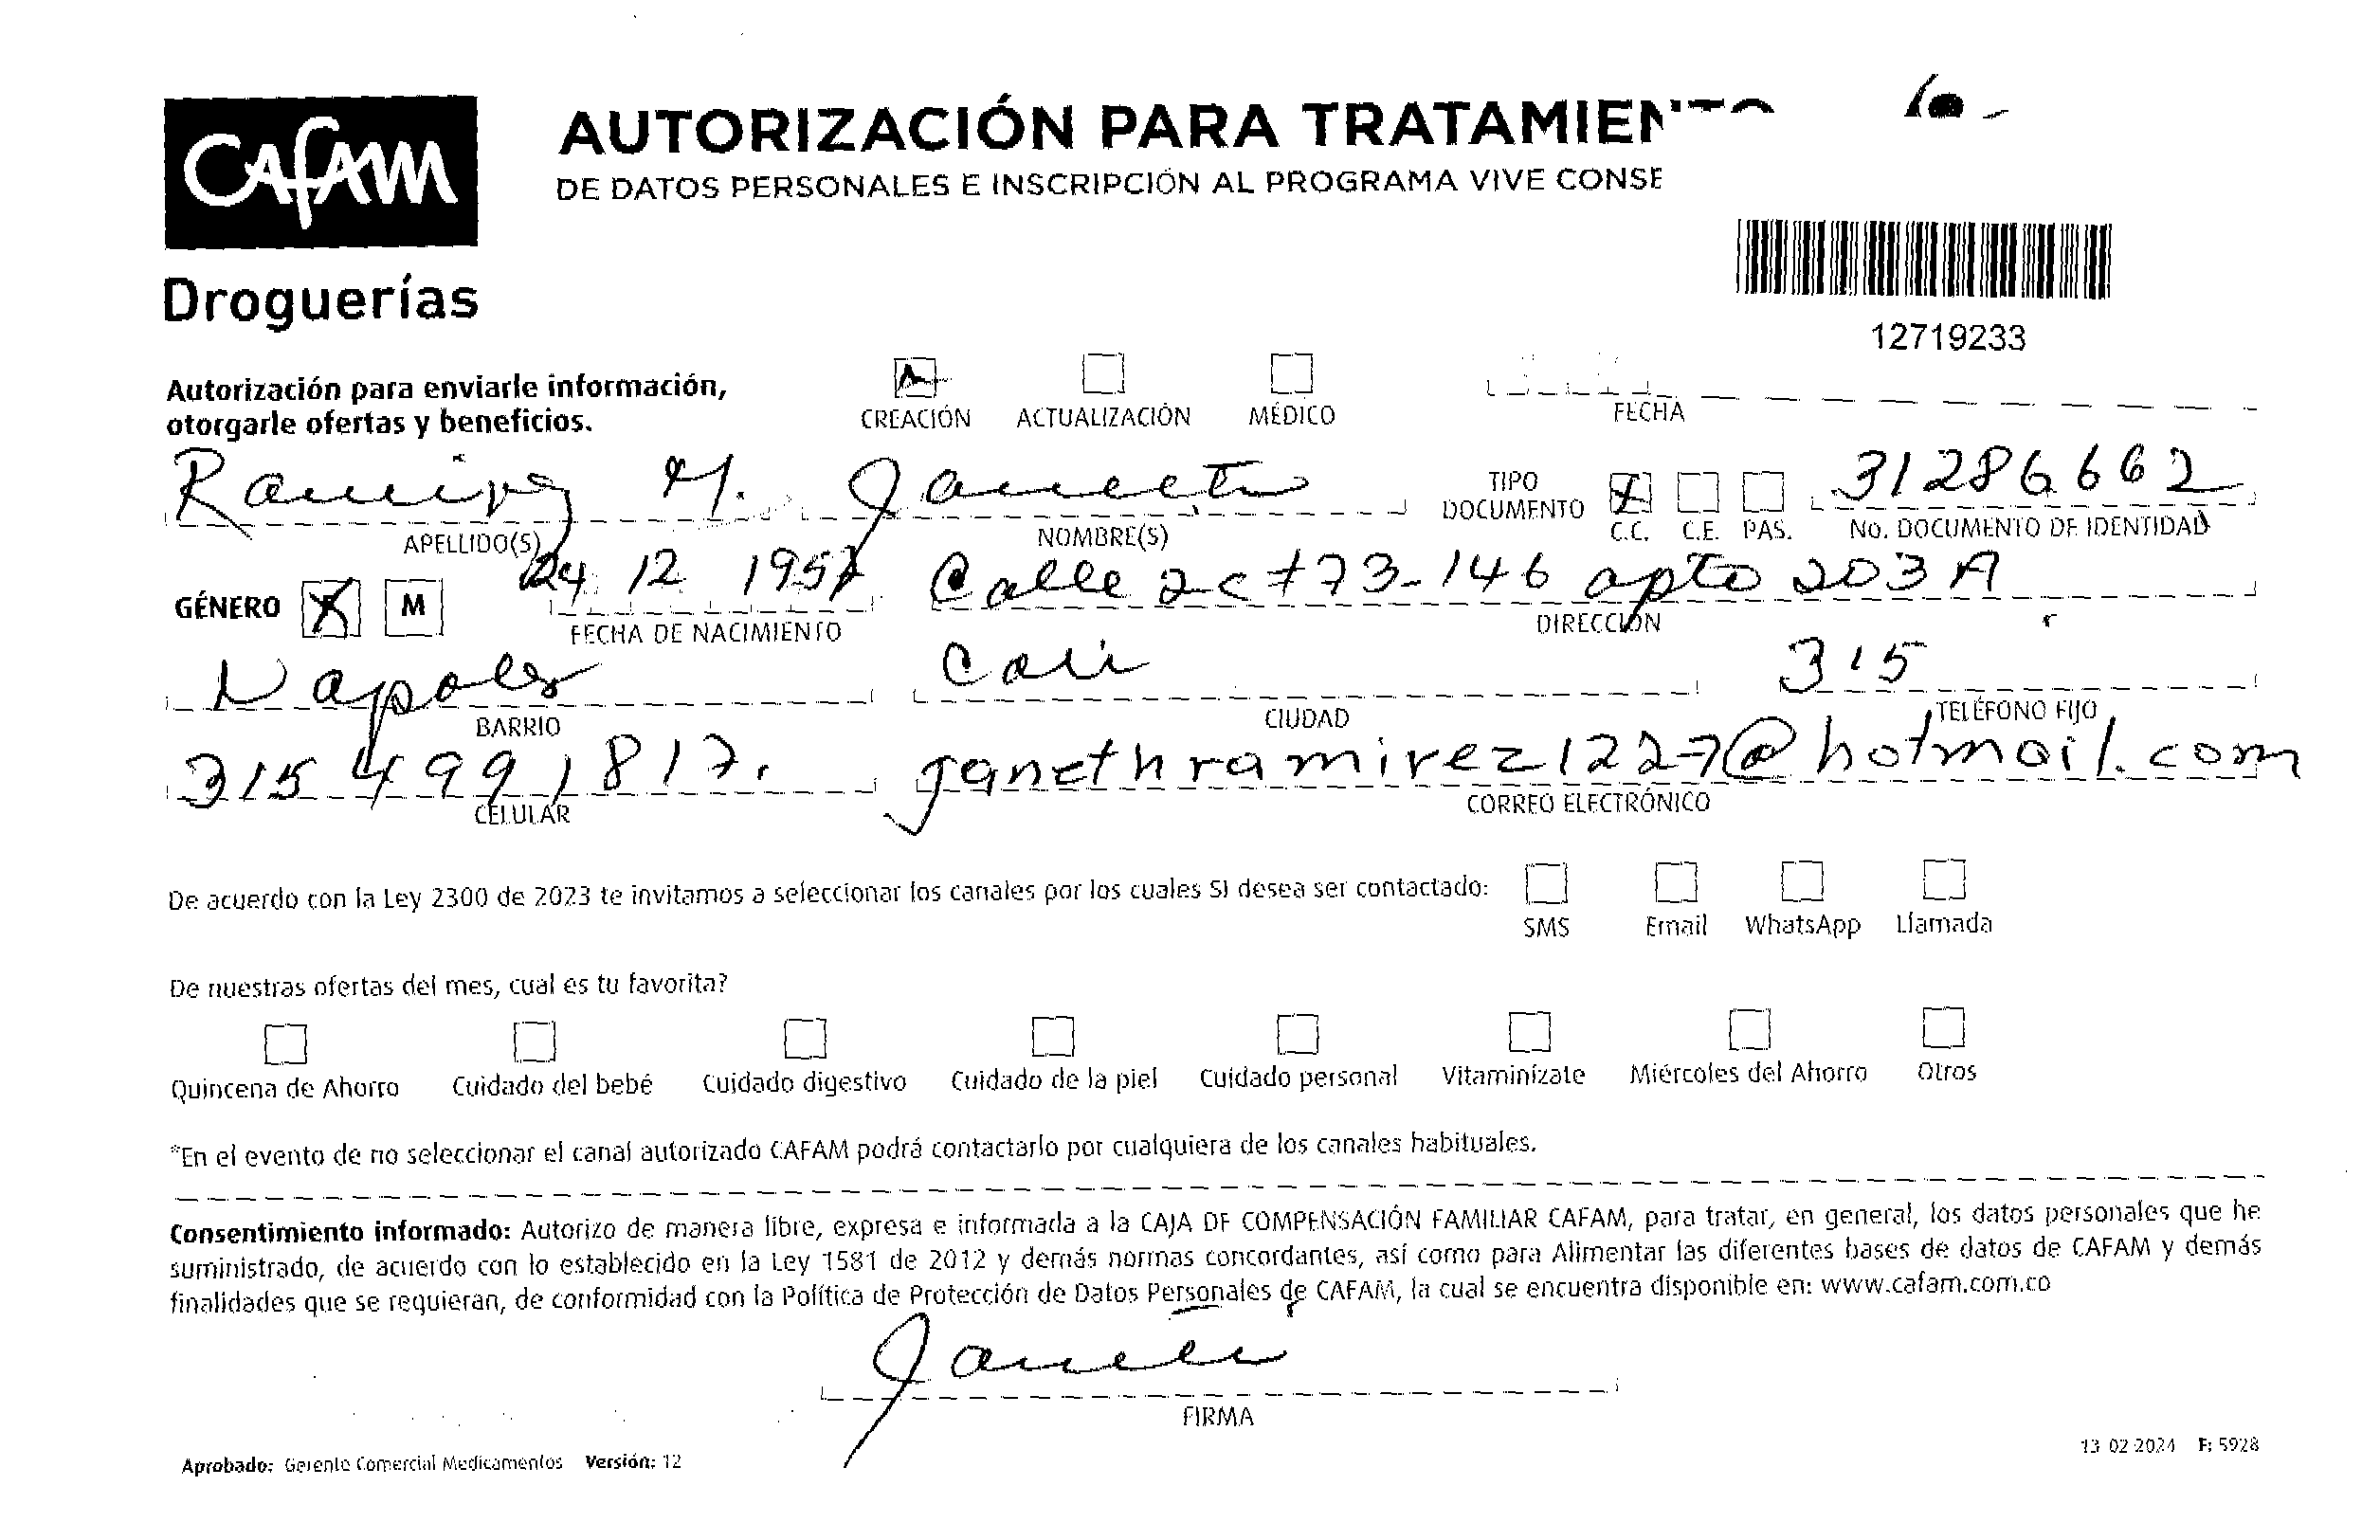 CAFAM
Droguerías
AUTORIZACIÓN PARA TRATAMIENTO
DE DATOS PERSONALES E INSCRIPCIÓN AL PROGRAMA VIVE CONSE
12719233
Autorización para enviarle información,
otorgarle ofertas y beneficios.
CREACIÓN ACTUALIZACIÓN MÉDICO FECHA
Ramirez M. Janeth TIPO DOCUMENTO 31286662
APELLIDO(S) NOMBRE(S) C.C. C.E. PAS. No. DOCUMENTO DE IDENTIDAD
GÉNERO M 24 12 1957 Calle 2c #73-146 apto 203 A
FECHA DE NACIMIENTO DIRECCIÓN
Napoles Cali 315
BARRIO CIUDAD TELÉFONO FIJO
315 499 1817. janethramirez1227@hotmail.com
CELULAR CORREO ELECTRÓNICO
De acuerdo con la Ley 2300 de 2023 te invitamos a seleccionar los canales por los cuales SI desea ser contactado:
SMS Email WhatsApp Llamada
De nuestras ofertas del mes, cual es tu favorita?
Quincena de Ahorro Cuidado del bebé Cuidado digestivo Cuidado de la piel Cuidado personal Vitaminízate Miércoles del Ahorro Otros
*En el evento de no seleccionar el canal autorizado CAFAM podrá contactarlo por cualquiera de los canales habituales.
Consentimiento informado: Autorizo de manera libre, expresa e informada a la CAJA DE COMPENSACIÓN FAMILIAR CAFAM, para tratar, en general, los datos personales que he
suministrado, de acuerdo con lo establecido en la Ley 1581 de 2012 y demás normas concordantes, así como para Alimentar las diferentes bases de datos de CAFAM y demás
finalidades que se requieran, de conformidad con la Política de Protección de Datos Personales de CAFAM, la cual se encuentra disponible en: www.cafam.com.co
FIRMA
Aprobado: Gerente Comercial Medicamentos Versión: 12
13 02 2024 F: 5928